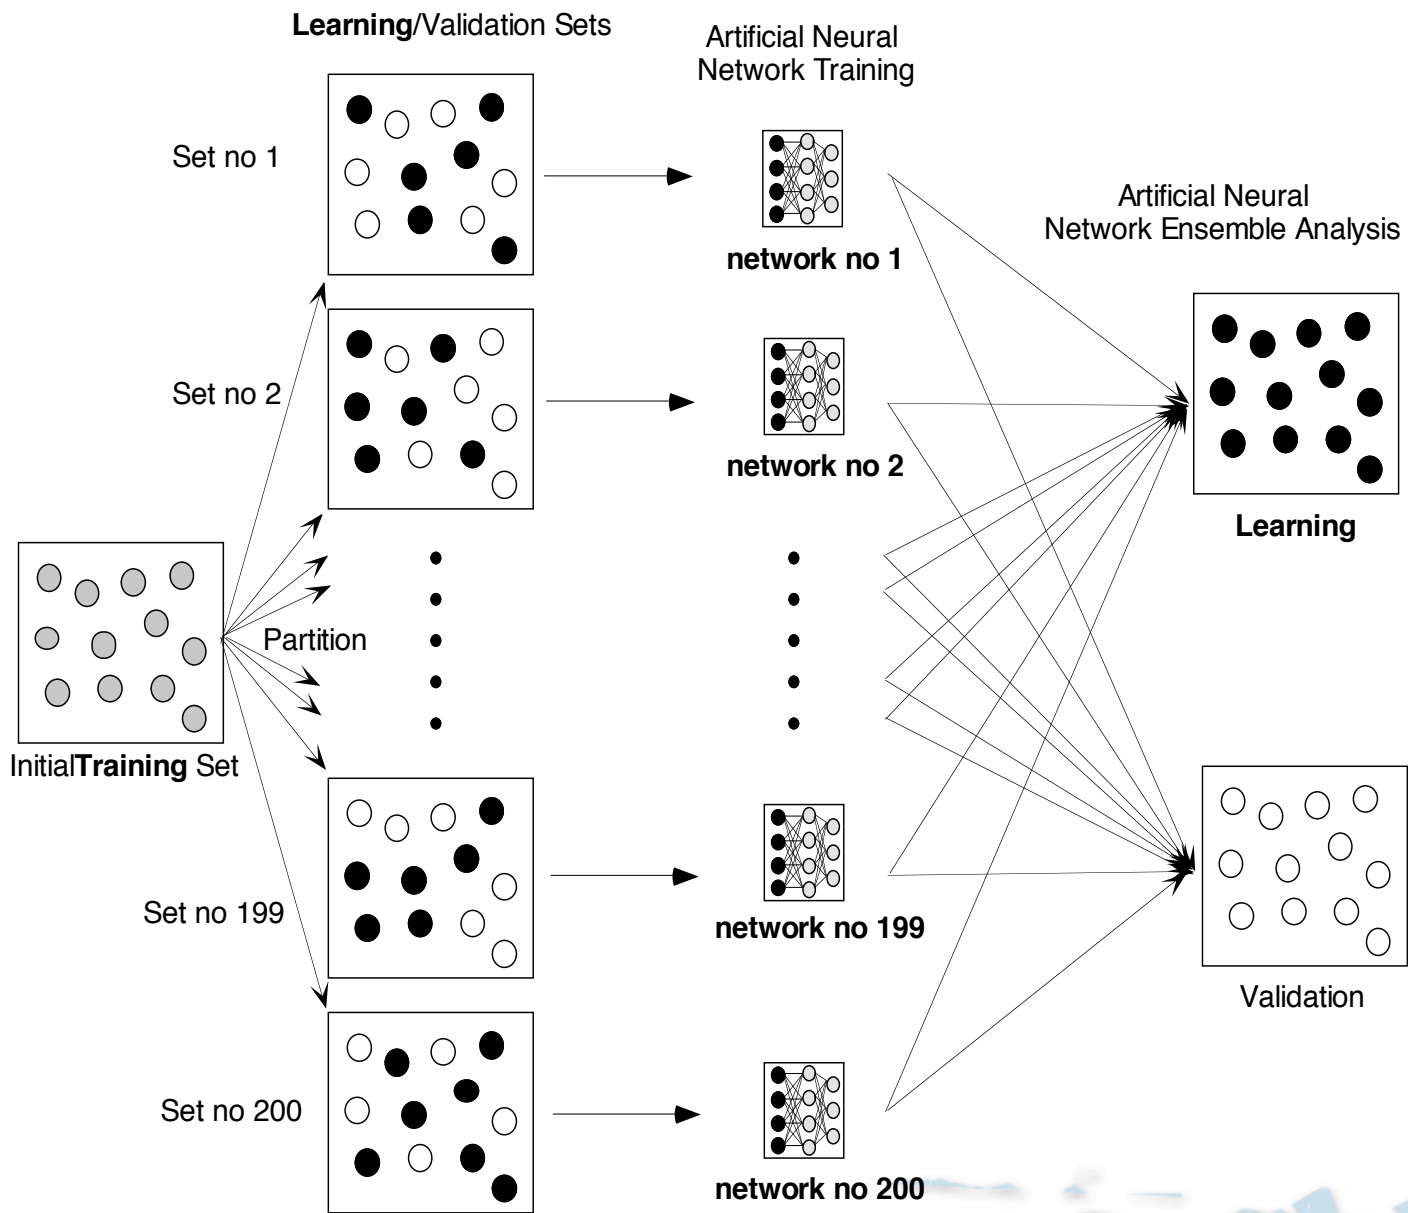 Learning/Validation Sets
Artificial Neural
Network Training
Set no 1
network no 1
Artificial Neural
Network Ensemble Analysis
Set no 2
network no 2
Learning
Partition
InitialTraining Set
Set no 199
network no 199
Validation
Set no 200
network no 200